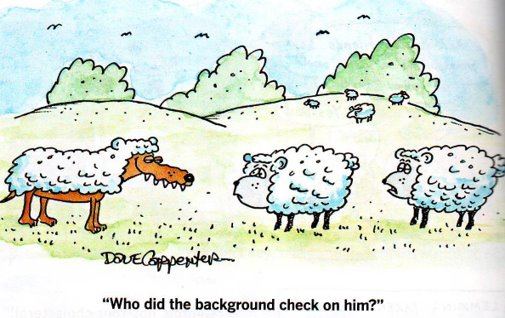 Dave Carpenter
"Who did the background check on him?"